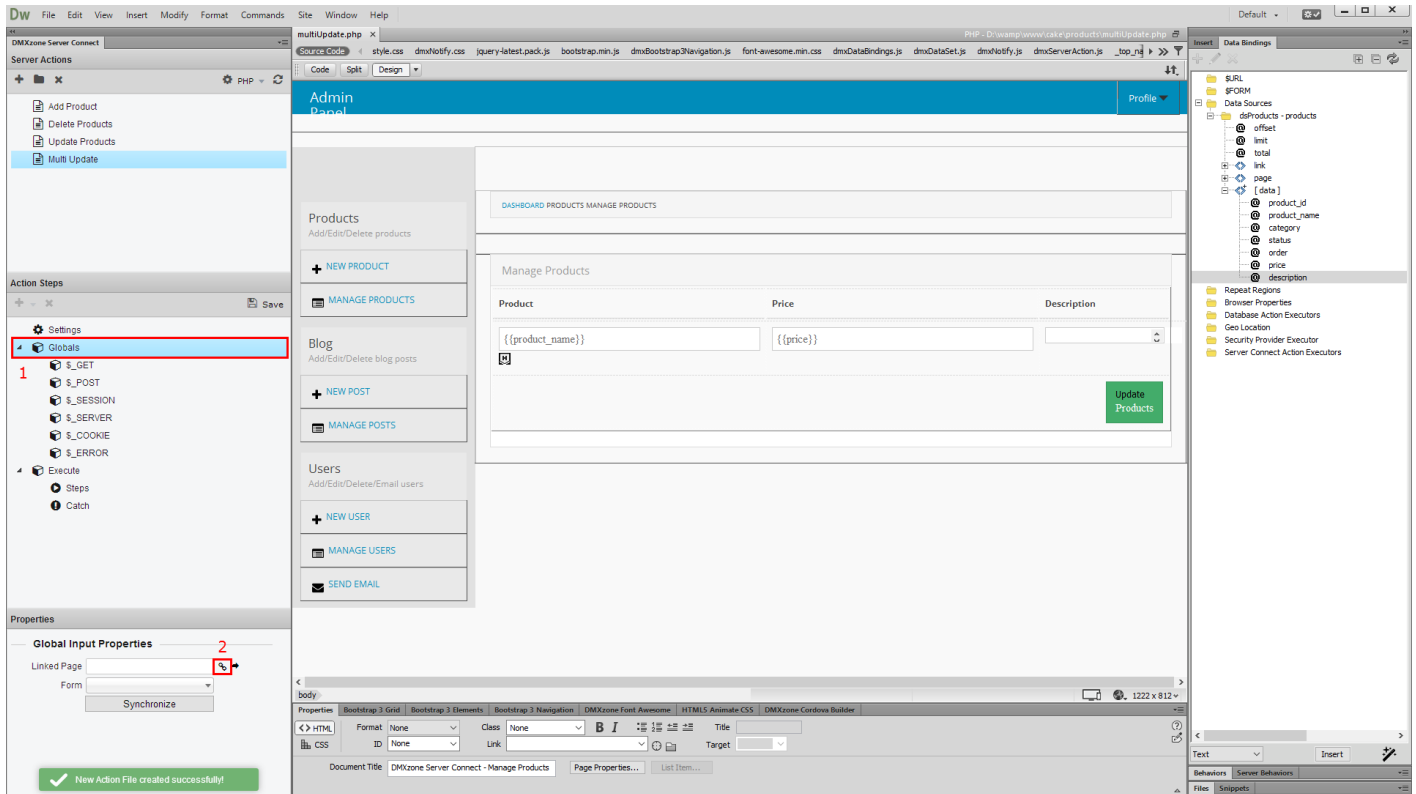 Dw File Edit View Insert Modify Format Commands Site Window Help Default
DMXzone Server Connect
Server Actions
PHP
Add Product
Delete Products
Update Products
Multi Update
Action Steps
Save
Settings
Globals
1
$_GET
$_POST
$_SESSION
$_SERVER
$_COOKIE
$_ERROR
Execute
Steps
Catch
Properties
Global Input Properties
2
Linked Page
Form
Synchronize
New Action File created successfully!
multiUpdate.php × PHP - D:\wamp\www\cake\products\multiUpdate.php
Source Code style.css dmxNotify.css jquery-latest.pack.js bootstrap.min.js dmxBootstrap3Navigation.js font-awesome.min.css dmxDataBindings.js dmxDataSet.js dmxNotify.js dmxServerAction.js _top_na
Code Split Design
Admin
Panel
Profile
DASHBOARD PRODUCTS MANAGE PRODUCTS
Products
Add/Edit/Delete products
NEW PRODUCT
MANAGE PRODUCTS
Blog
Add/Edit/Delete blog posts
NEW POST
MANAGE POSTS
Users
Add/Edit/Delete/Email users
NEW USER
MANAGE USERS
SEND EMAIL
Manage Products
Product Price Description
{{product_name}} {{price}}
H
Update
Products
body 1222 x 812
Properties Bootstrap 3 Grid Bootstrap 3 Elements Bootstrap 3 Navigation DMXzone Font Awesome HTML5 Animate CSS DMXzone Cordova Builder
<> HTML Format None Class None B I Title
CSS ID None Link Target
Document Title DMXzone Server Connect - Manage Products Page Properties... List Item...
Insert Data Bindings
$URL
$FORM
Data Sources
dsProducts - products
offset
limit
total
link
page
[ data ]
product_id
product_name
category
status
order
price
description
Repeat Regions
Browser Properties
Database Action Executors
Geo Location
Security Provider Executor
Server Connect Action Executors
Text Insert
Behaviors Server Behaviors
Files Snippets